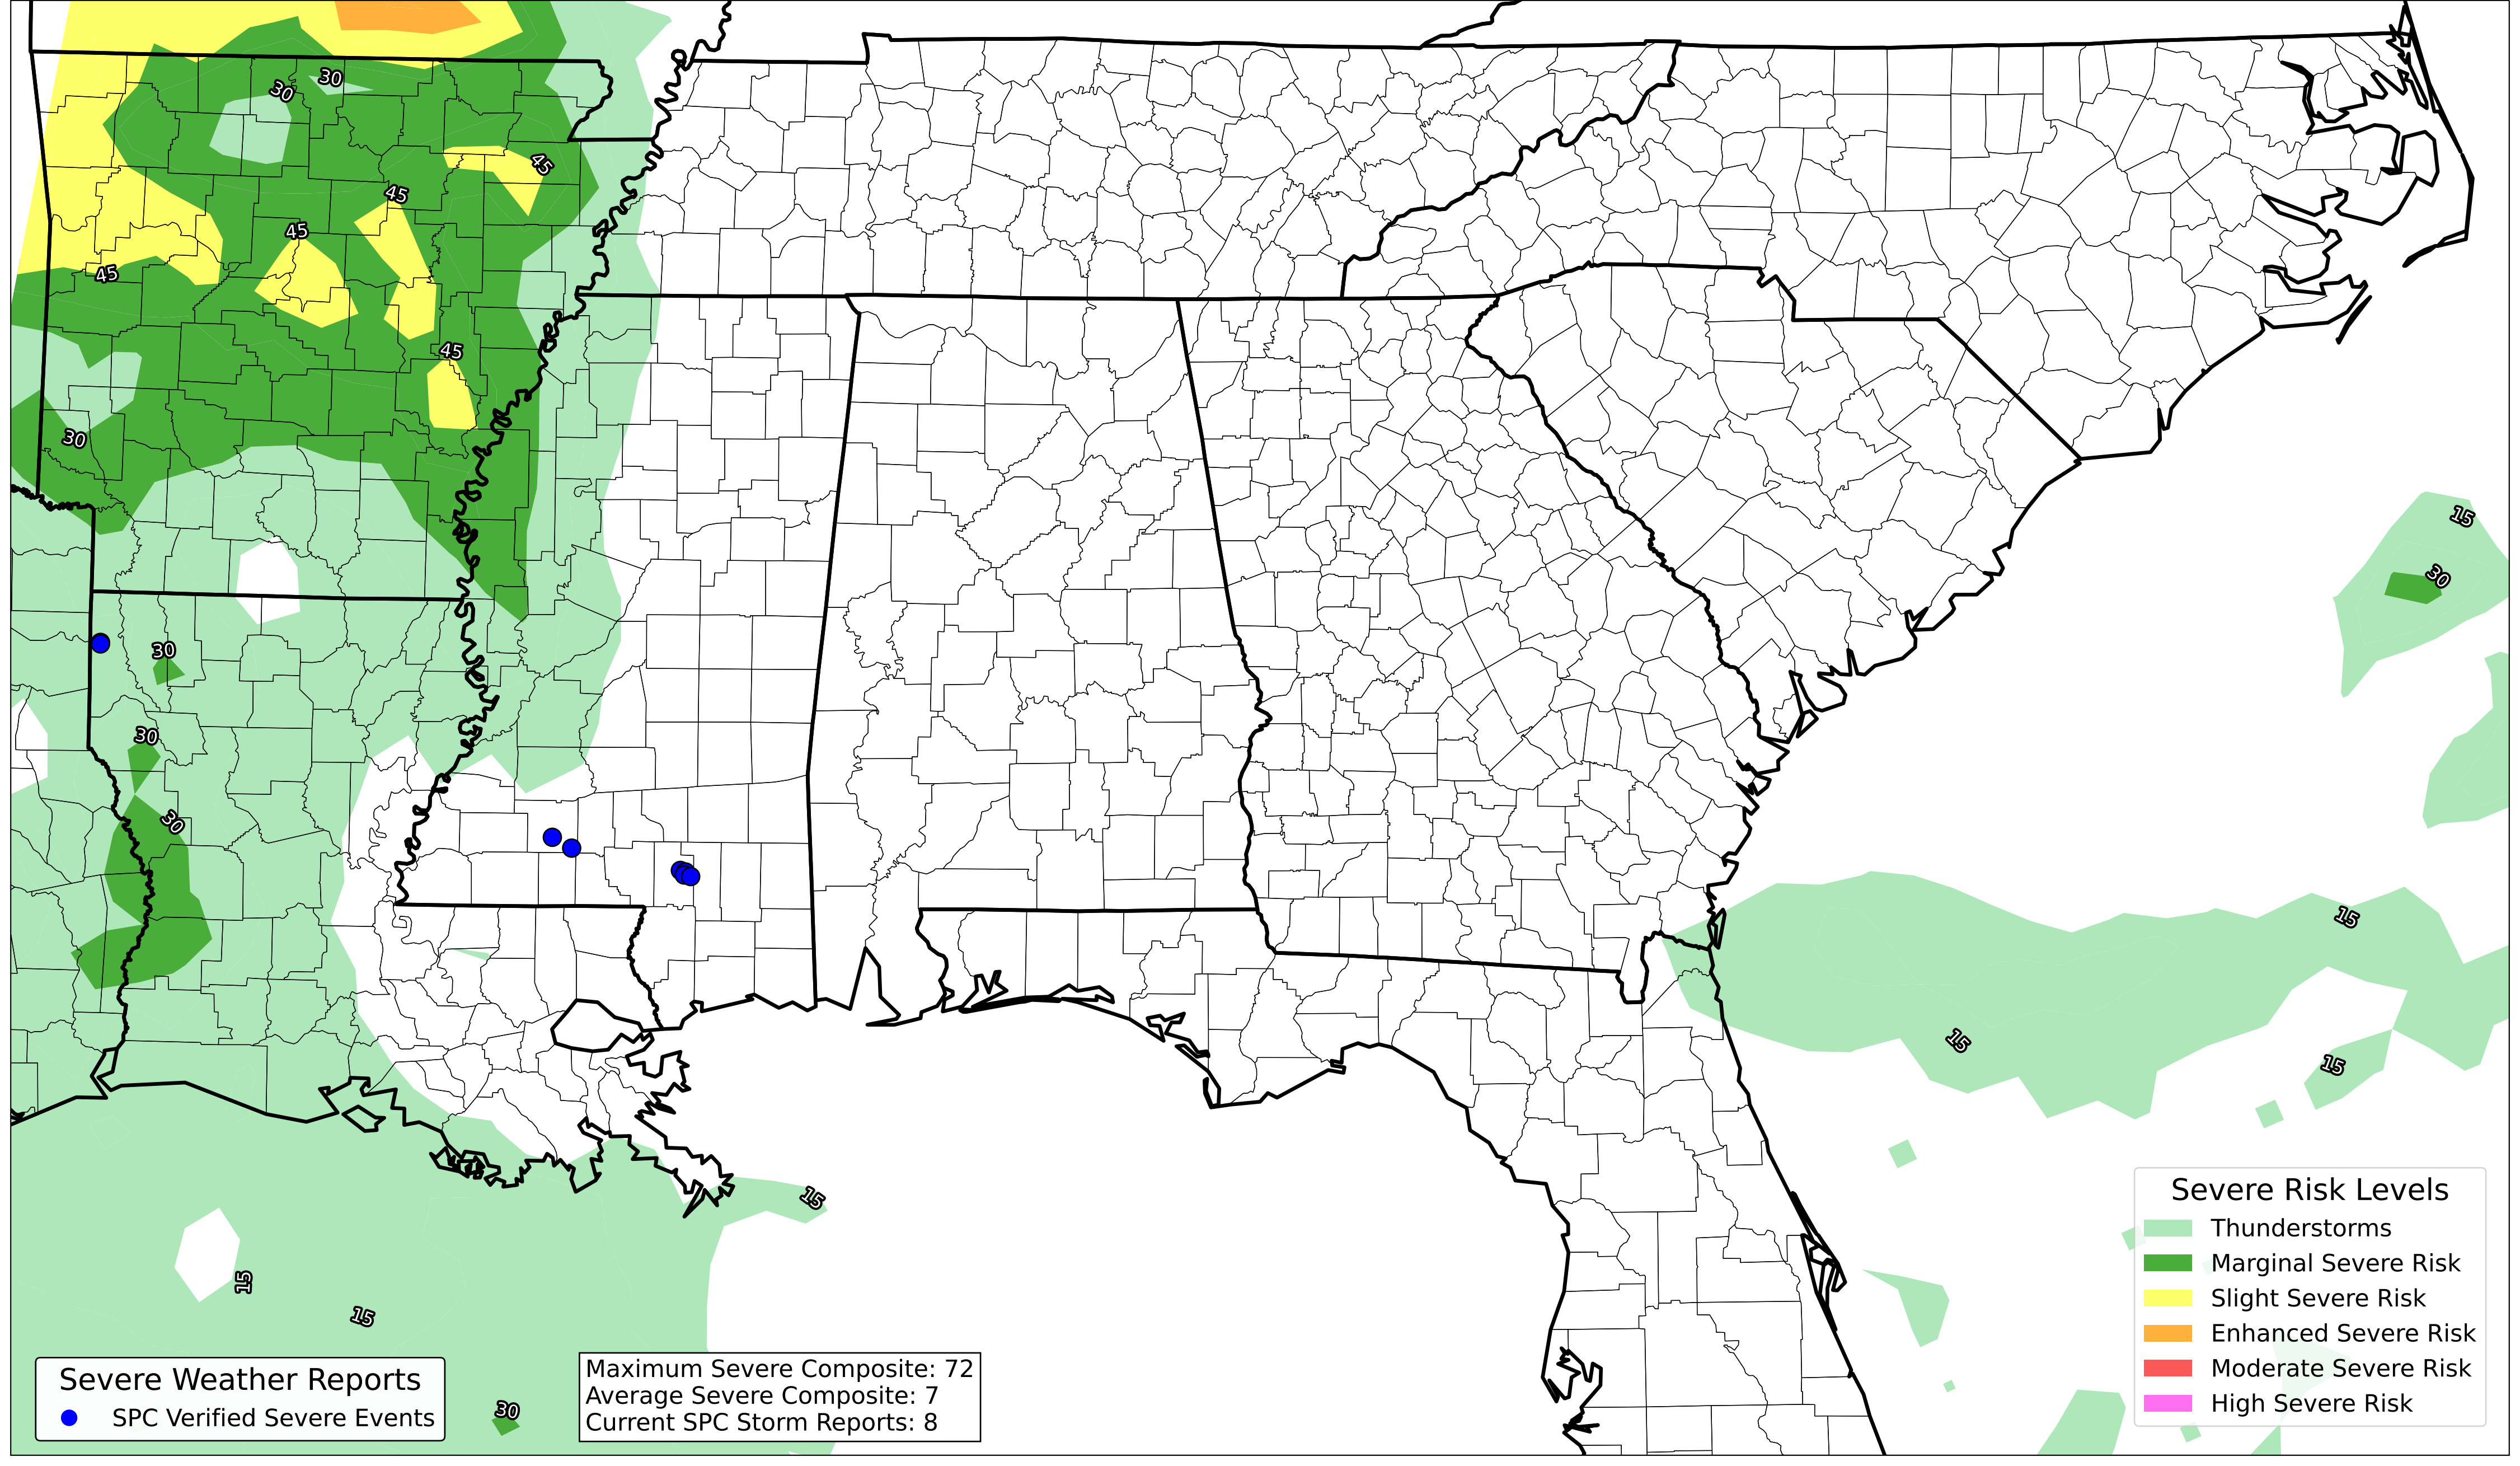 30
30
45
45
45
45
45
30
15
30
30
30
30
15
15
15
15
15
15
30
Severe Weather Reports
SPC Verified Severe Events
Maximum Severe Composite: 72
Average Severe Composite: 7
Current SPC Storm Reports: 8
Severe Risk Levels
Thunderstorms
Marginal Severe Risk
Slight Severe Risk
Enhanced Severe Risk
Moderate Severe Risk
High Severe Risk